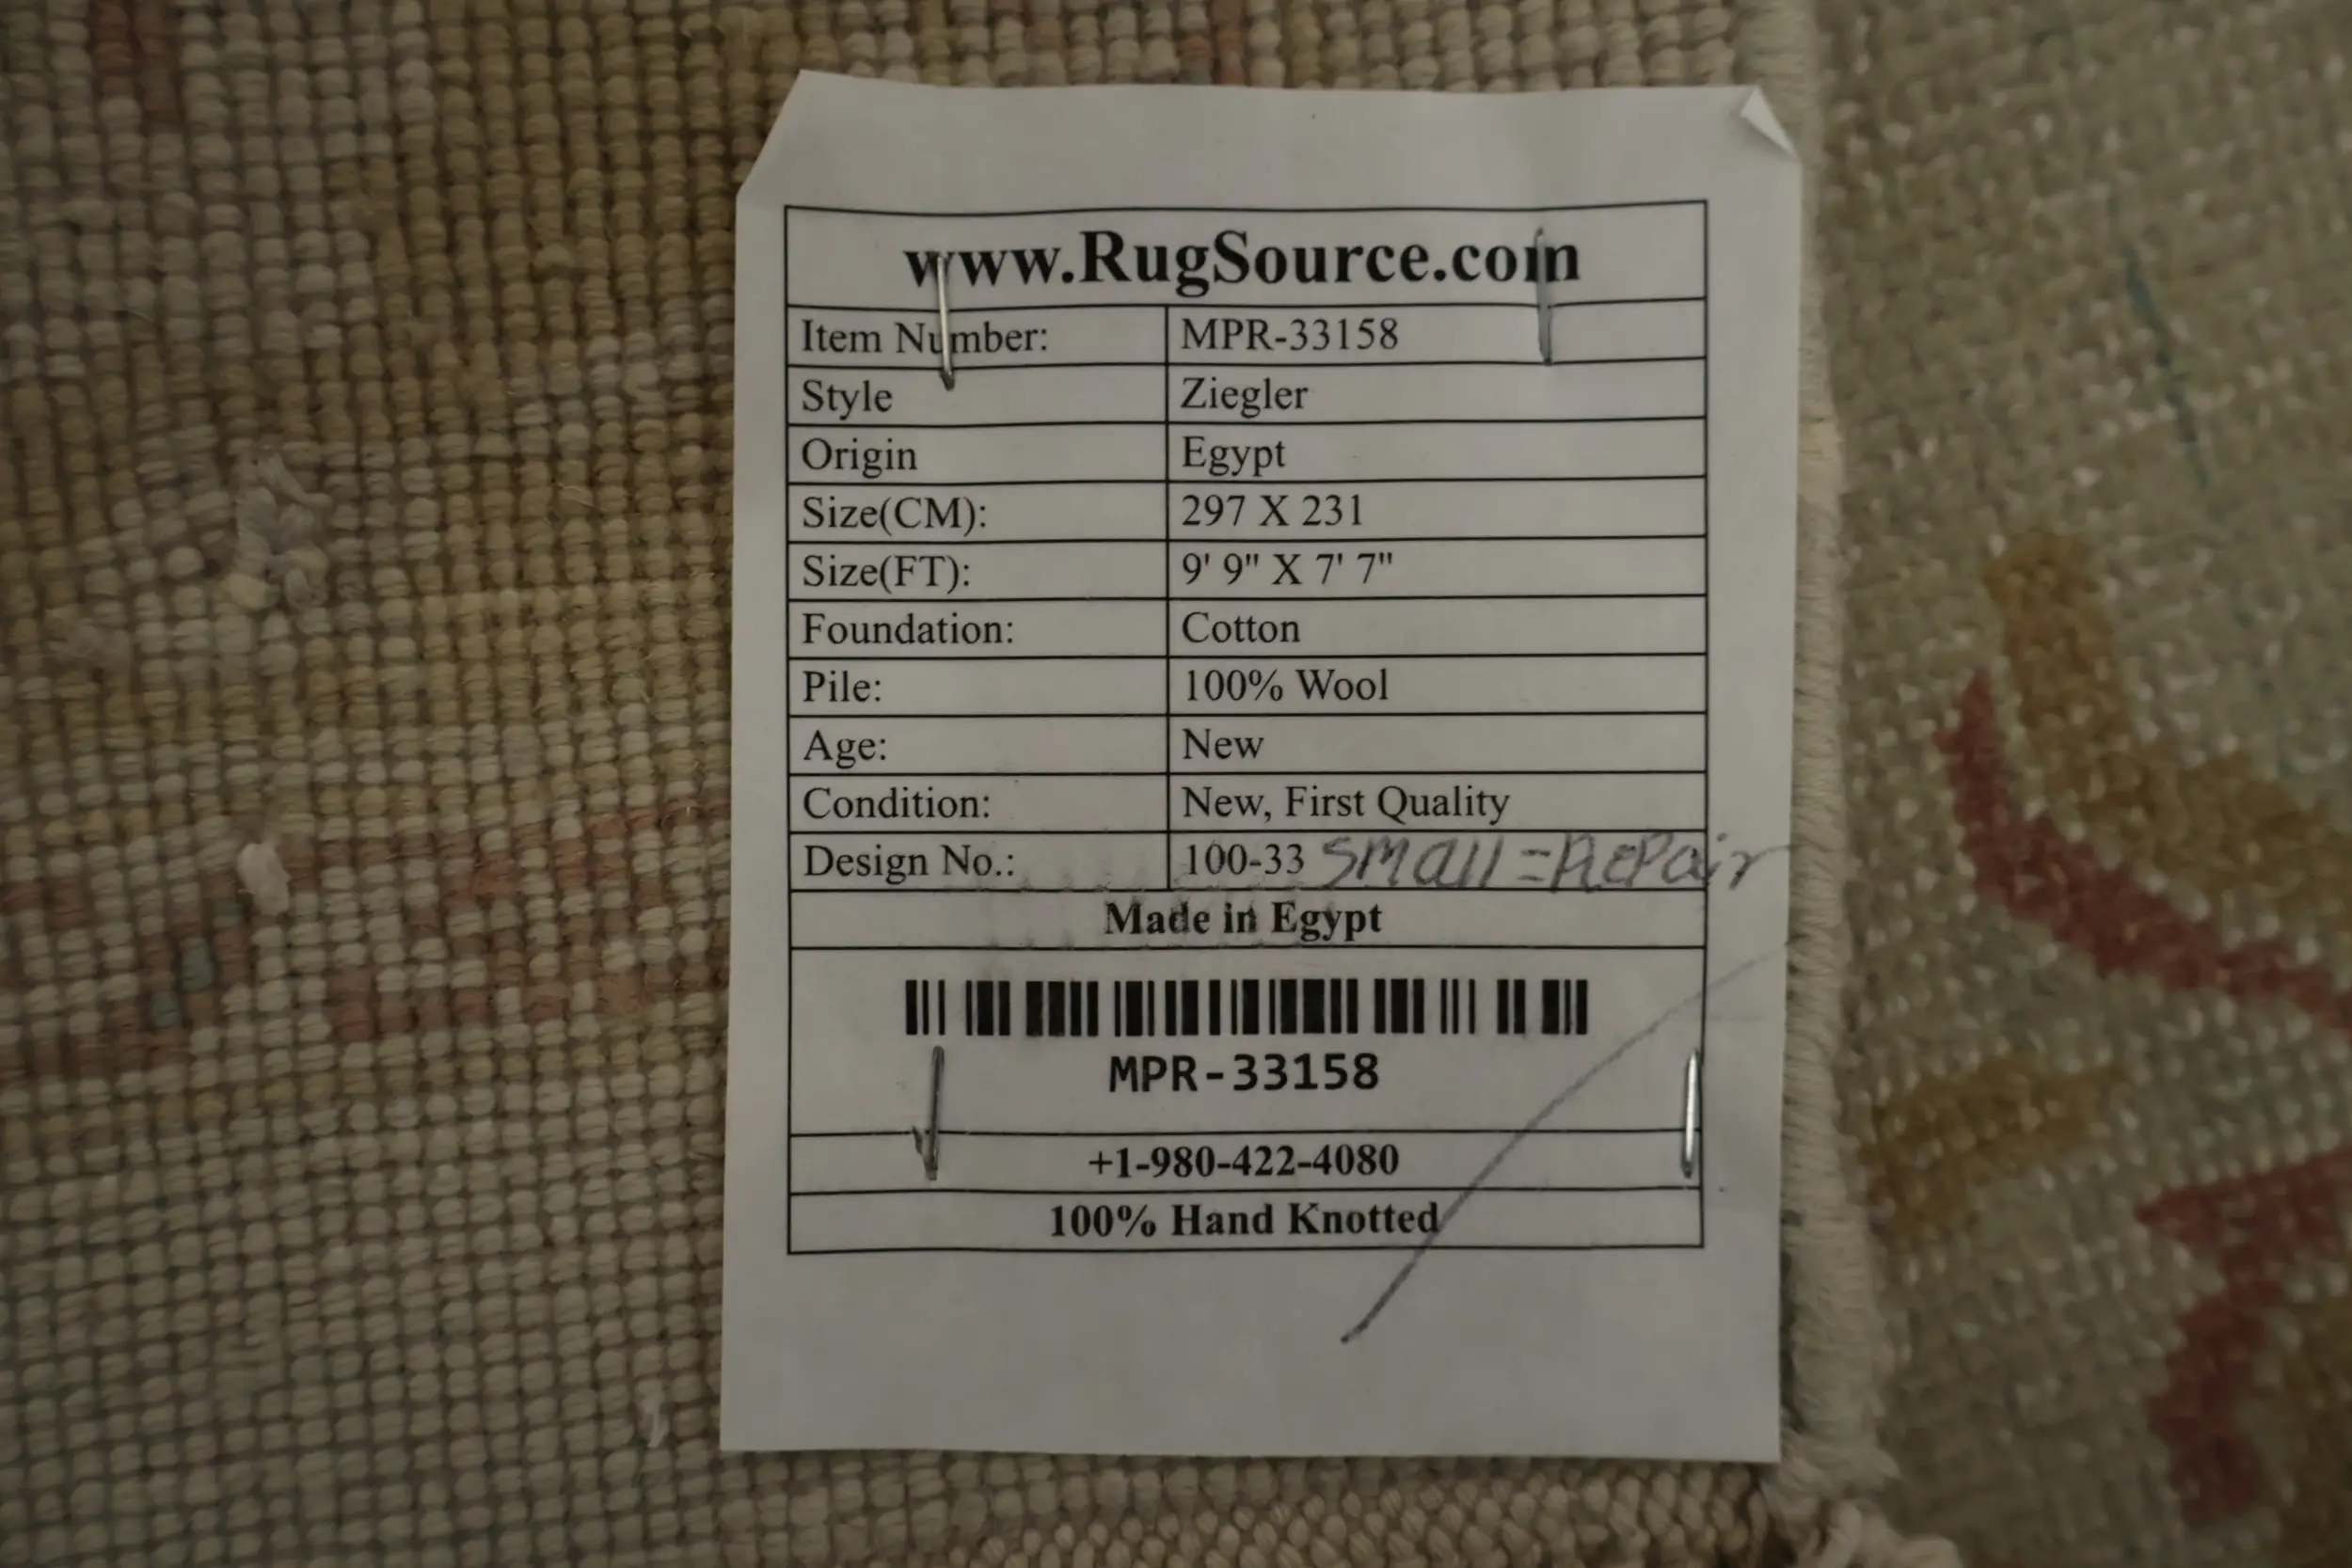 www.RugSource.com
Item Number: MPR-33158
Style Ziegler
Origin Egypt
Size(CM): 297 X 231
Size(FT): 9' 9" X 7' 7"
Foundation: Cotton
Pile: 100% Wool
Age: New
Condition: New, First Quality
Design No.: 100-33 small=Repair
Made in Egypt
MPR-33158
+1-980-422-4080
100% Hand Knotted